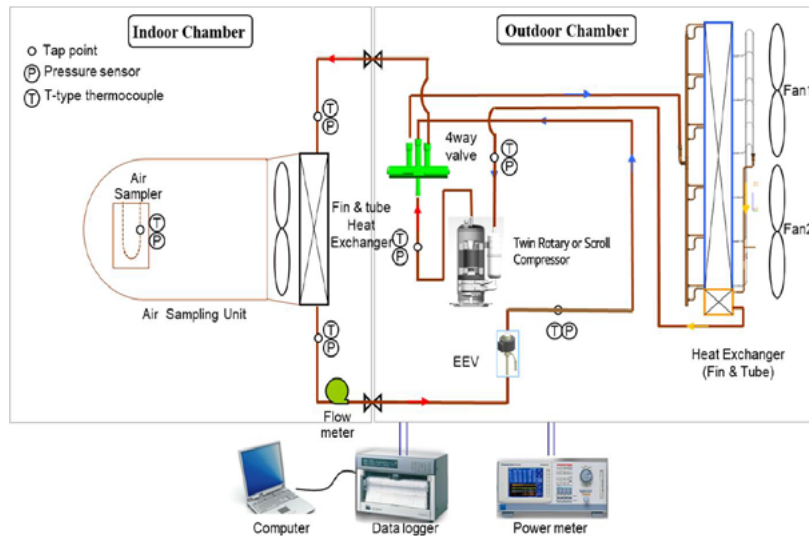 Indoor Chamber
Outdoor Chamber
Tap point
P Pressure sensor
T T-type thermocouple
T
P
4way
valve
T
P
Fan1
Air
Sampler
T
P
Fin & tube
Heat
Exchanger
T
P
Twin Rotary or Scroll
Compressor
Fan2
Air Sampling Unit
T
P
T P
EEV
Heat Exchanger
(Fin & Tube)
Flow
meter
Computer
Data logger
Power meter